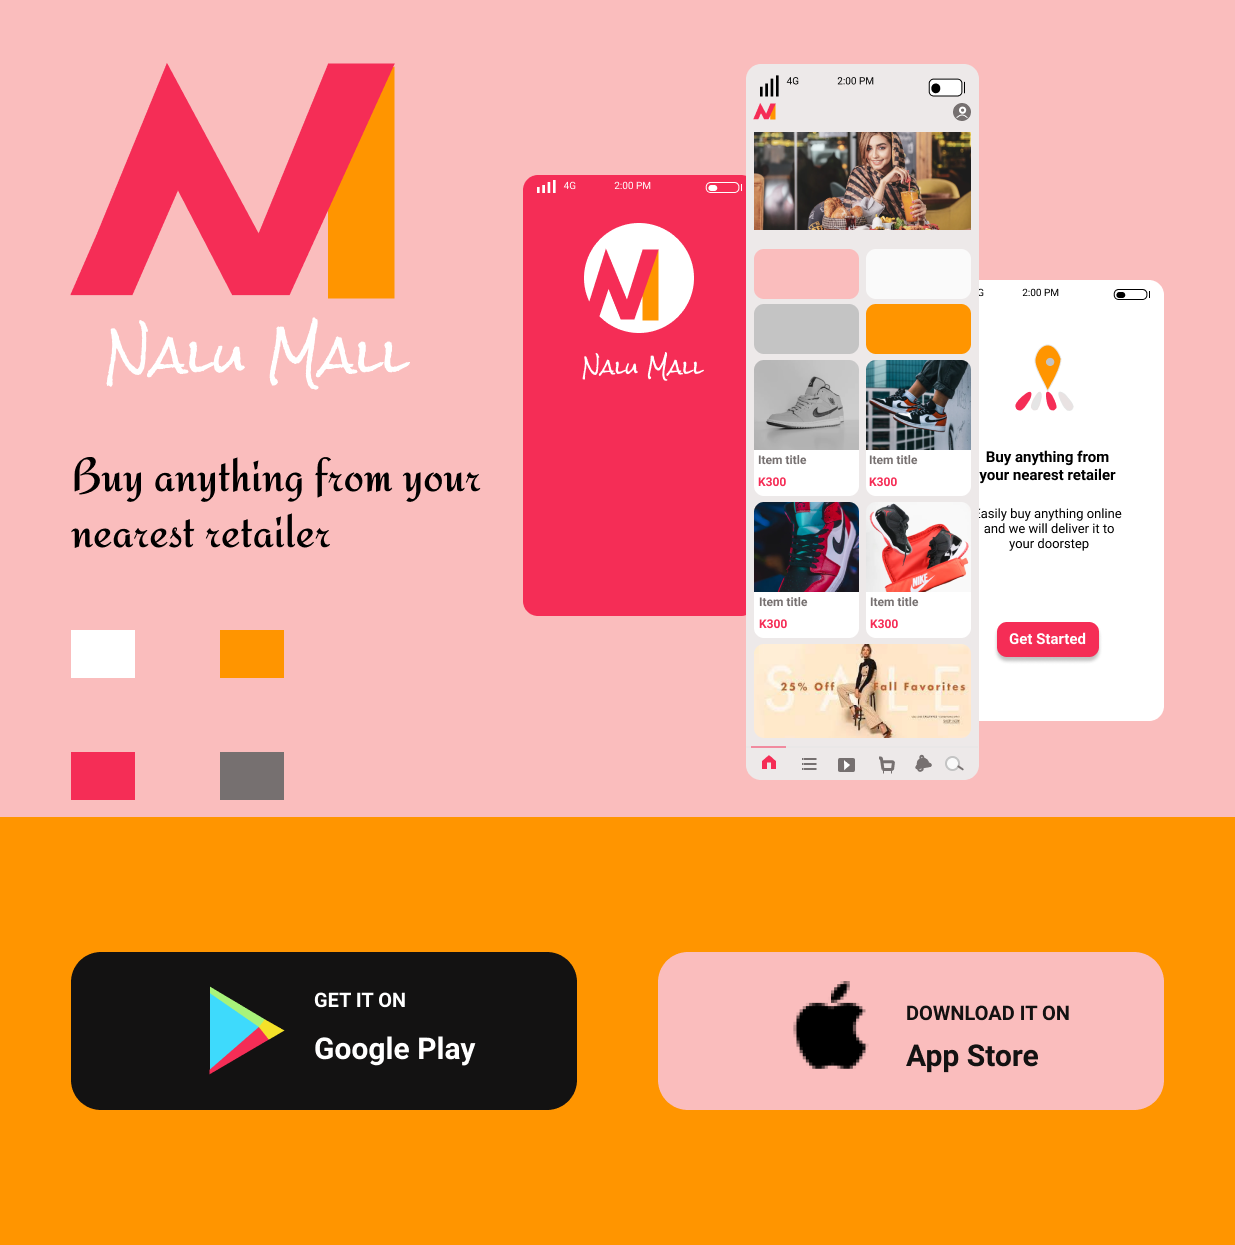 Nalu Mall
Buy anything from your
nearest retailer
4G 2:00 PM
Nalu Mall
4G 2:00 PM
Item title
K300
Item title
K300
Item title
K300
NIKE
Item title
K300
SALE
25% Off Fall Favorites
G 2:00 PM
Buy anything from
your nearest retailer
Easily buy anything online
and we will deliver it to
your doorstep
Get Started
GET IT ON
Google Play
DOWNLOAD IT ON
App Store